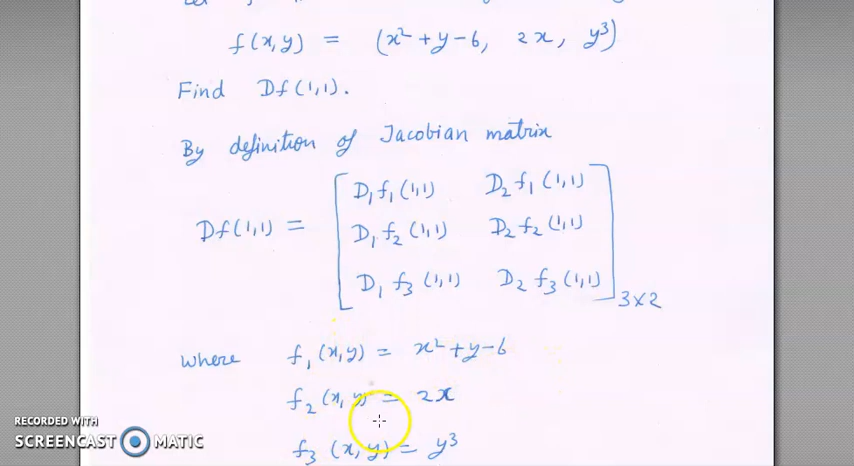 f(x,y) = (x²+y-6, 2x, y³)
Find Df(1,1).
By definition of Jacobian matrix
Df(1,1) = [ D₁f₁(1,1) D₂f₁(1,1)
D₁f₂(1,1) D₂f₂(1,1)
D₁f₃(1,1) D₂f₃(1,1) ]₃ₓ₂
where f₁(x,y) = x²+y-6
f₂(x,y) = 2x
f₃(x,y) = y³
RECORDED WITH
SCREENCAST MATIC